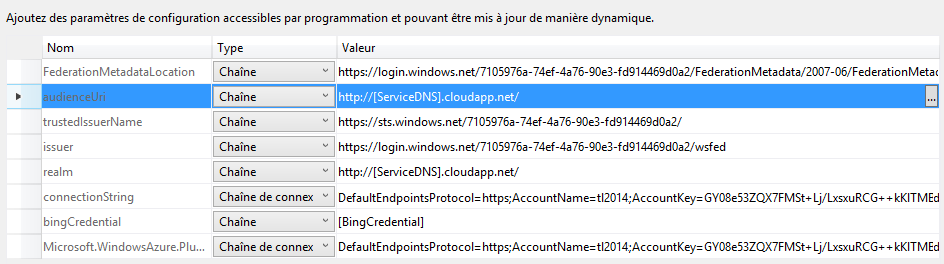 Ajoutez des paramètres de configuration accessibles par programmation et pouvant être mis à jour de manière dynamique.
Nom Type Valeur
FederationMetadataLocation Chaîne https://login.windows.net/7105976a-74ef-4a76-90e3-fd914469d0a2/FederationMetadata/2007-06/FederationMetad
audienceUri Chaîne http://[ServiceDNS].cloudapp.net/ ...
trustedIssuerName Chaîne https://sts.windows.net/7105976a-74ef-4a76-90e3-fd914469d0a2/
issuer Chaîne https://login.windows.net/7105976a-74ef-4a76-90e3-fd914469d0a2/wsfed
realm Chaîne http://[ServiceDNS].cloudapp.net/
connectionString Chaîne de connex DefaultEndpointsProtocol=https;AccountName=tl2014;AccountKey=GY08e53ZQX7FMSt+Lj/LxsxuRCG++kKITMEd
bingCredential Chaîne [BingCredential]
Microsoft.WindowsAzure.Plu... Chaîne de connex DefaultEndpointsProtocol=https;AccountName=tl2014;AccountKey=GY08e53ZQX7FMSt+Lj/LxsxuRCG++kKITMEd